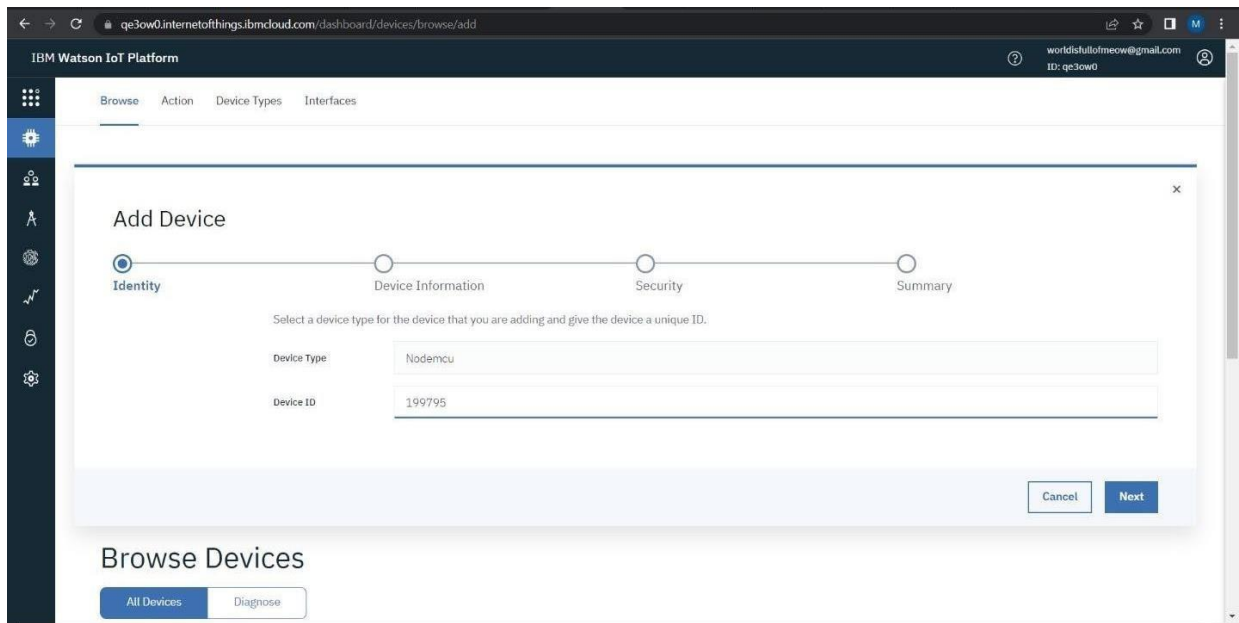 qe3ow0.internetofthings.ibmcloud.com/dashboard/devices/browse/add
M
IBM Watson IoT Platform
worldisfullofmeow@gmail.com
ID: qe3ow0
Browse Action Device Types Interfaces
Add Device
Identity Device Information Security Summary
Select a device type for the device that you are adding and give the device a unique ID.
Device Type Nodemcu
Device ID 199795
Cancel Next
Browse Devices
All Devices Diagnose